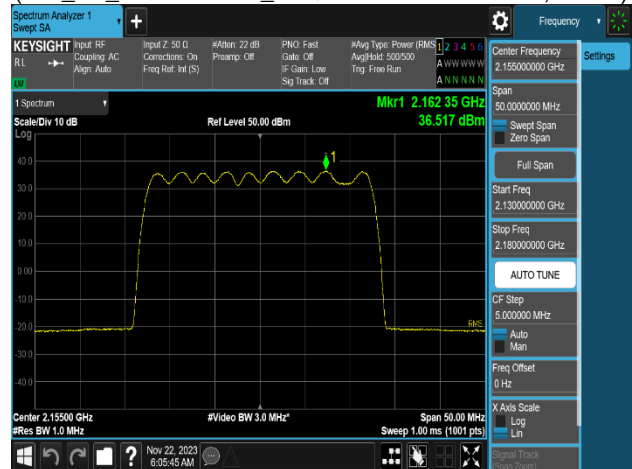 Spectrum Analyzer 1
Swept SA
Frequency
KEYSIGHT
RL
Align: Auto
LW
Input: RF
Coupling: AC
Align: Auto
Input Z: 50 Ω
Corrections: On
Freq Ref: Int (S)
#Atten: 22 dB
Preamp: Off
PNO: Fast
Gate: Off
IF Gain: Low
Sig Track: Off
#Avg Type: Power (RMS
Avg|Hold: 500/500
Trig: Free Run
1 2 3 4 5 6
A W W W W W
A N N N N N
1 Spectrum
Scale/Div 10 dB
Ref Level 50.00 dBm
Mkr1 2.162 35 GHz
36.517 dBm
Log
1
40.0
30.0
20.0
10.0
0.00
-10.0
-20.0
RMS
-30.0
-40.0
Center 2.15500 GHz
#Video BW 3.0 MHz*
Span 50.00 MHz
#Res BW 1.0 MHz
Sweep 1.00 ms (1001 pts)
Nov 22, 2023
6:05:45 AM
Center Frequency
2.155000000 GHz
Settings
Span
50.0000000 MHz
Swept Span
Zero Span
Full Span
Start Freq
2.130000000 GHz
Stop Freq
2.180000000 GHz
AUTO TUNE
CF Step
5.000000 MHz
Auto
Man
Freq Offset
0 Hz
X Axis Scale
Log
Lin
Signal Track
(Span Zoom)